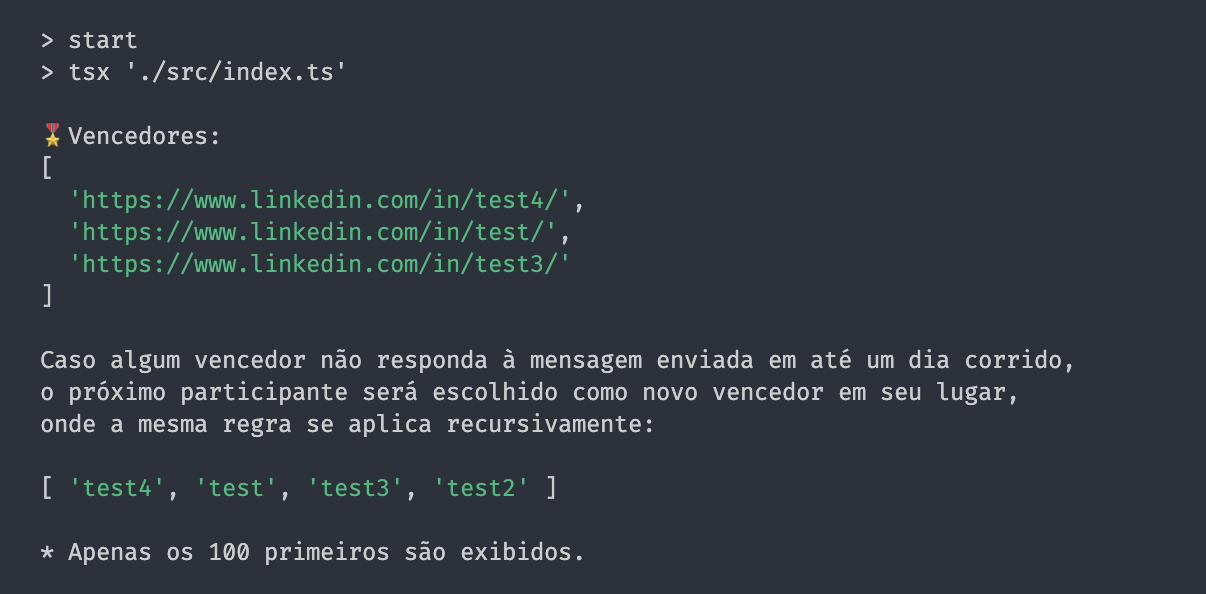 > start
> tsx './src/index.ts'
🎖️Vencedores:
[
'https://www.linkedin.com/in/test4/',
'https://www.linkedin.com/in/test/',
'https://www.linkedin.com/in/test3/'
]
Caso algum vencedor não responda à mensagem enviada em até um dia corrido,
o próximo participante será escolhido como novo vencedor em seu lugar,
onde a mesma regra se aplica recursivamente:
[ 'test4', 'test', 'test3', 'test2' ]
* Apenas os 100 primeiros são exibidos.